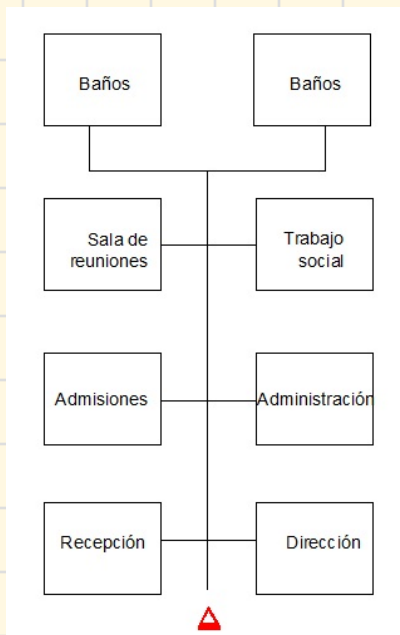 Baños
Baños
Sala de
reuniones
Trabajo
social
Admisiones
Administración
Recepción
Dirección